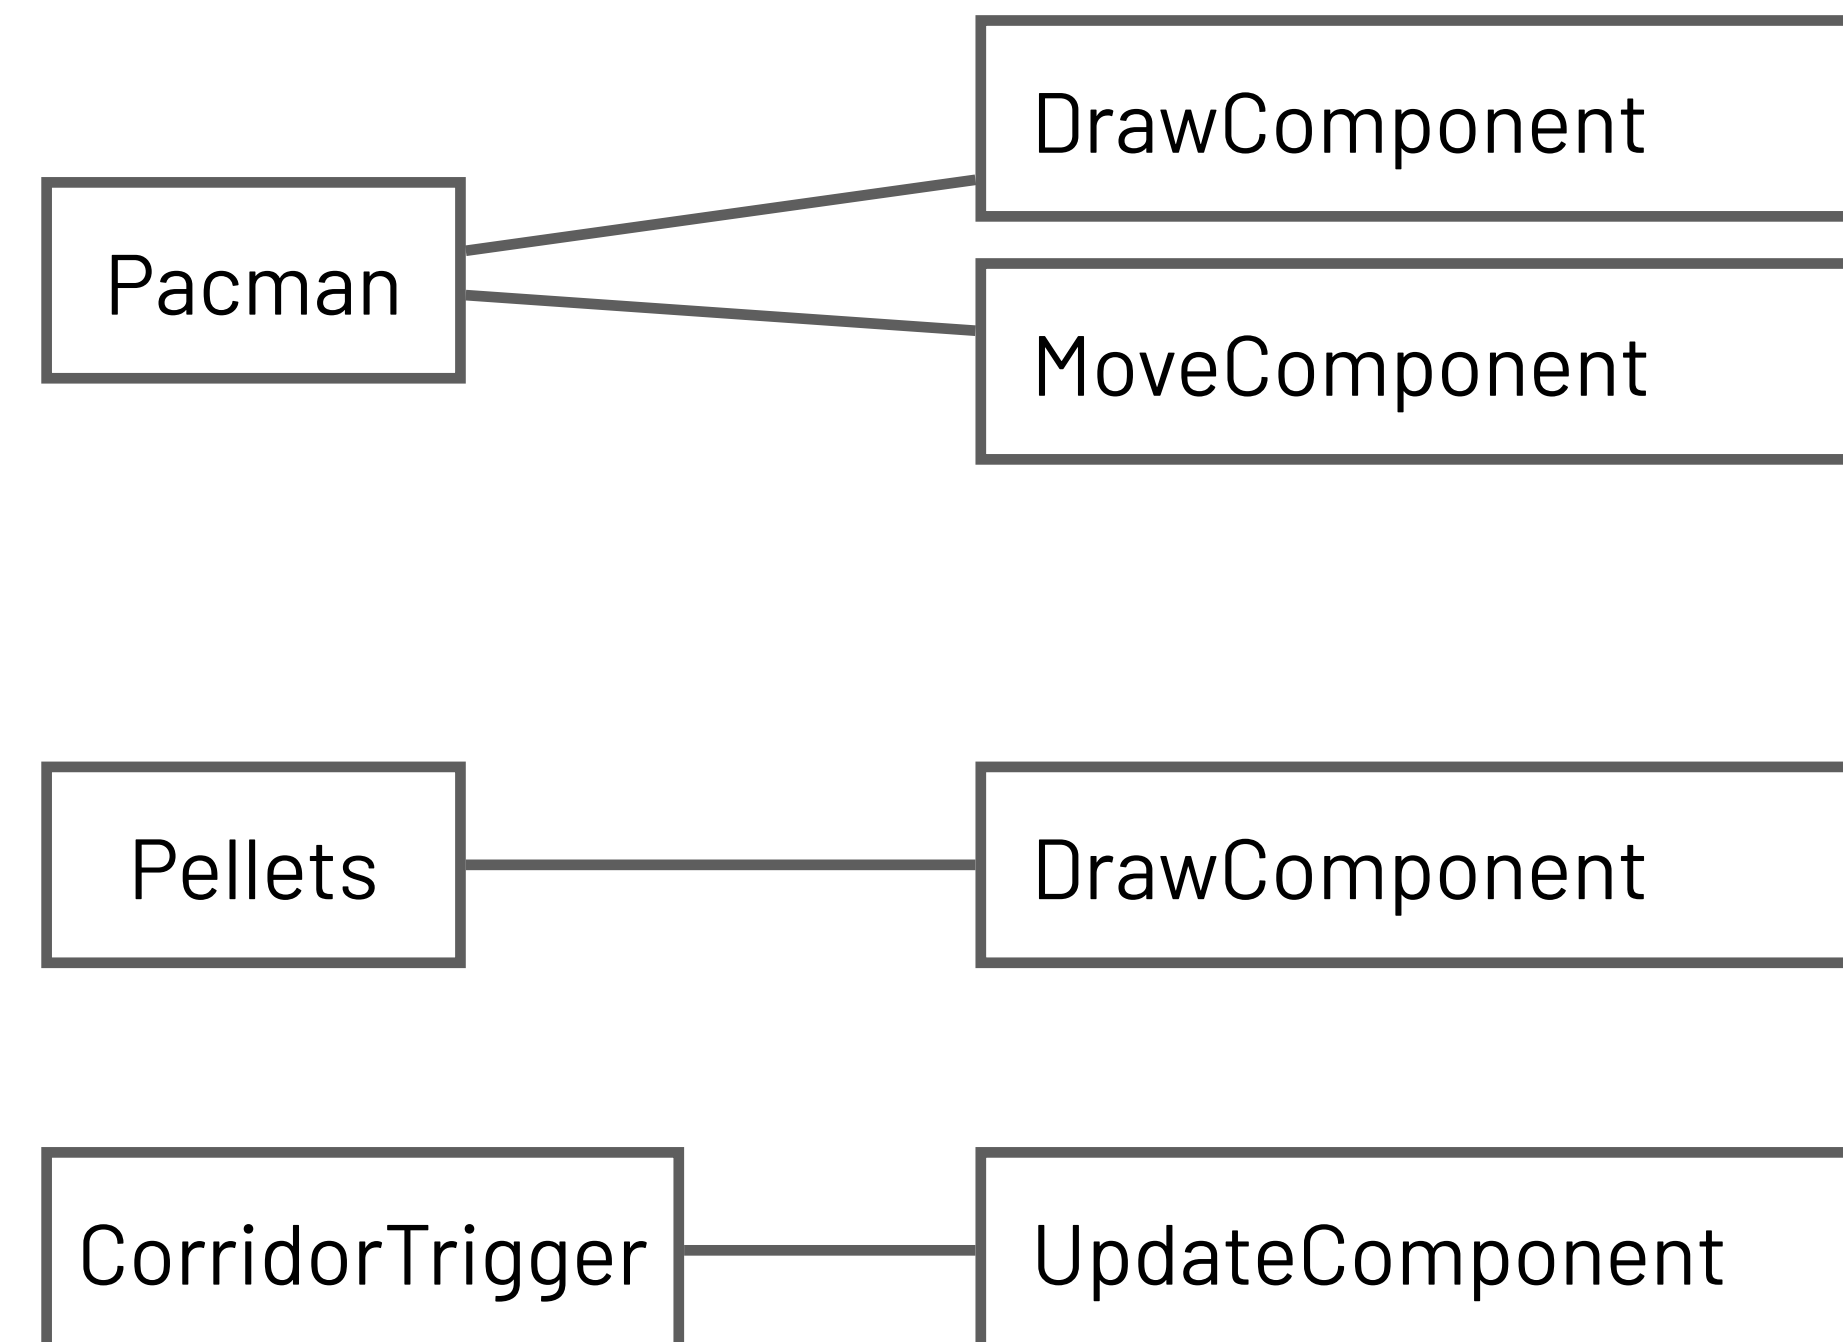 DrawComponent
Pacman
MoveComponent
Pellets
DrawComponent
CorridorTrigger
UpdateComponent